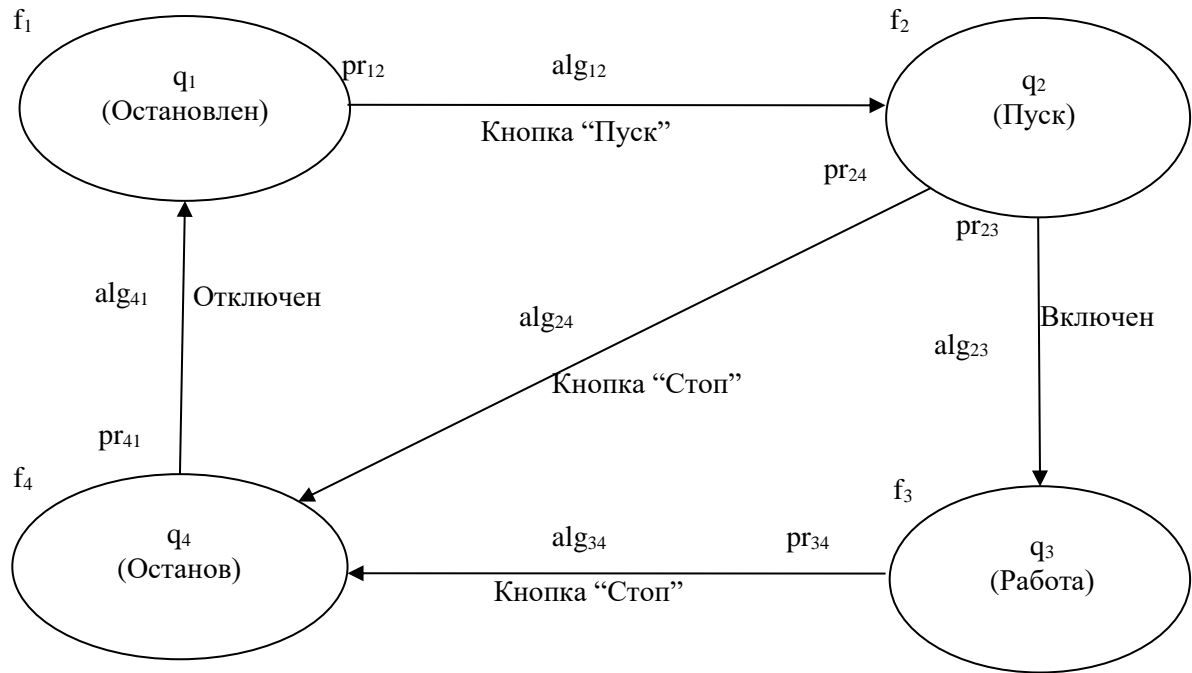 f₁
f₂
q₁
(Остановлен)
pr₁₂
alg₁₂
Кнопка “Пуск”
q₂
(Пуск)
pr₂₄
pr₂₃
alg₄₁
Отключен
alg₂₄
Включен
alg₂₃
Кнопка “Стоп”
pr₄₁
f₄
f₃
q₄
(Останов)
alg₃₄
pr₃₄
Кнопка “Стоп”
q₃
(Работа)